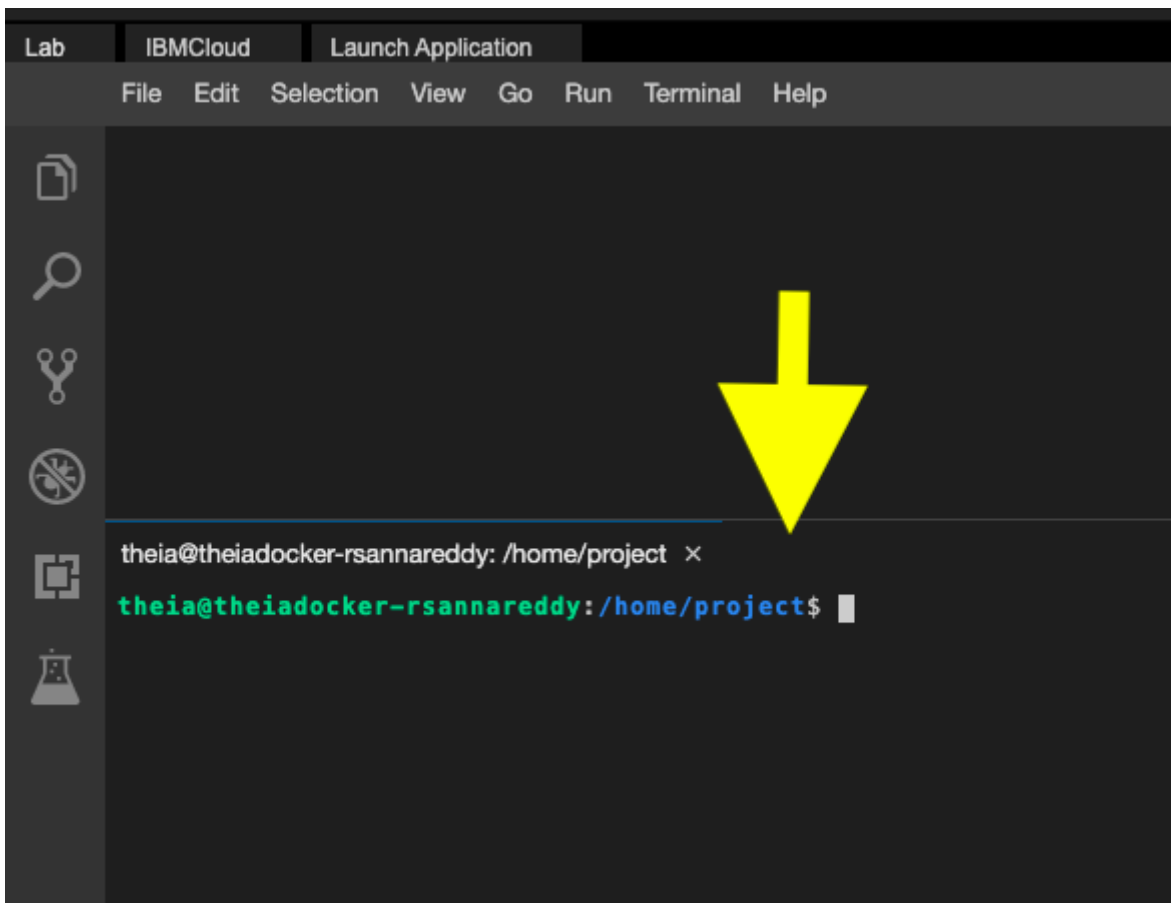 Lab IBMCloud Launch Application
File Edit Selection View Go Run Terminal Help
theia@theiadocker-rsannareddy: /home/project ×
theia@theiadocker-rsannareddy:/home/project$